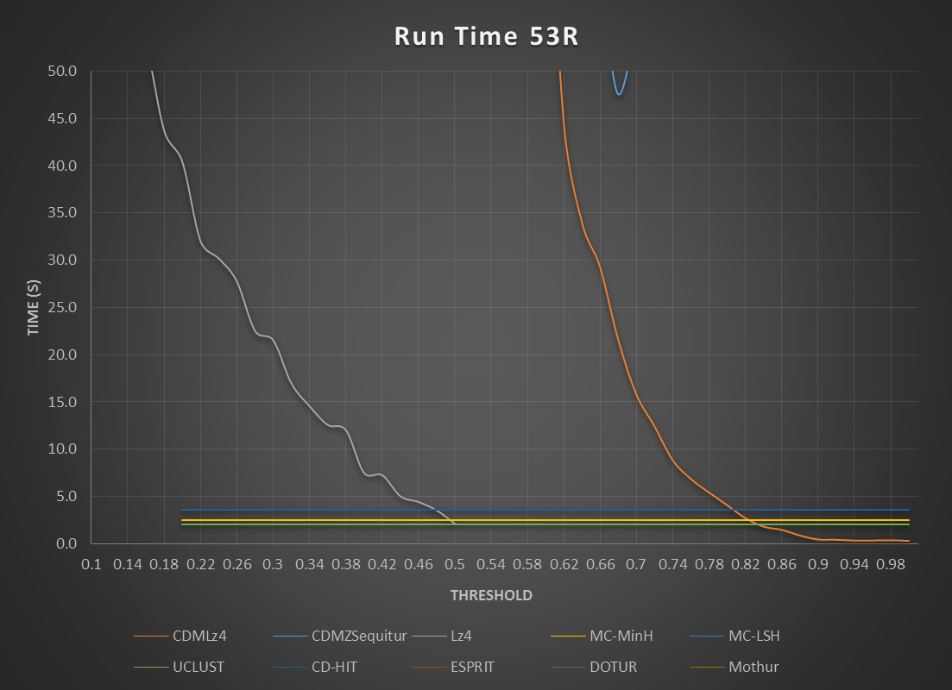 Run Time 53R
50.0
45.0
40.0
35.0
30.0
25.0
20.0
15.0
10.0
5.0
0.0
TIME (S)
0.1 0.14 0.18 0.22 0.26 0.3 0.34 0.38 0.42 0.46 0.5 0.54 0.58 0.62 0.66 0.7 0.74 0.78 0.82 0.86 0.9 0.94 0.98
THRESHOLD
CDMLz4 CDMZSequitur Lz4 MC-MinH MC-LSH
UCLUST CD-HIT ESPRIT DOTUR Mothur